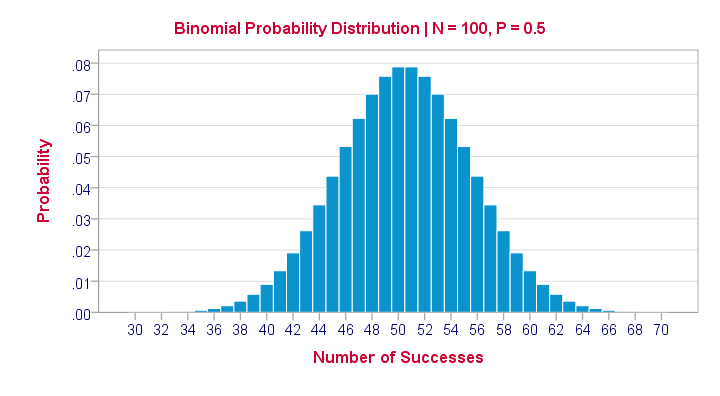 Binomial Probability Distribution | N = 100, P = 0.5
.08
.07
.06
.05
.04
.03
.02
.01
.00
Probability
30 32 34 36 38 40 42 44 46 48 50 52 54 56 58 60 62 64 66 68 70
Number of Successes